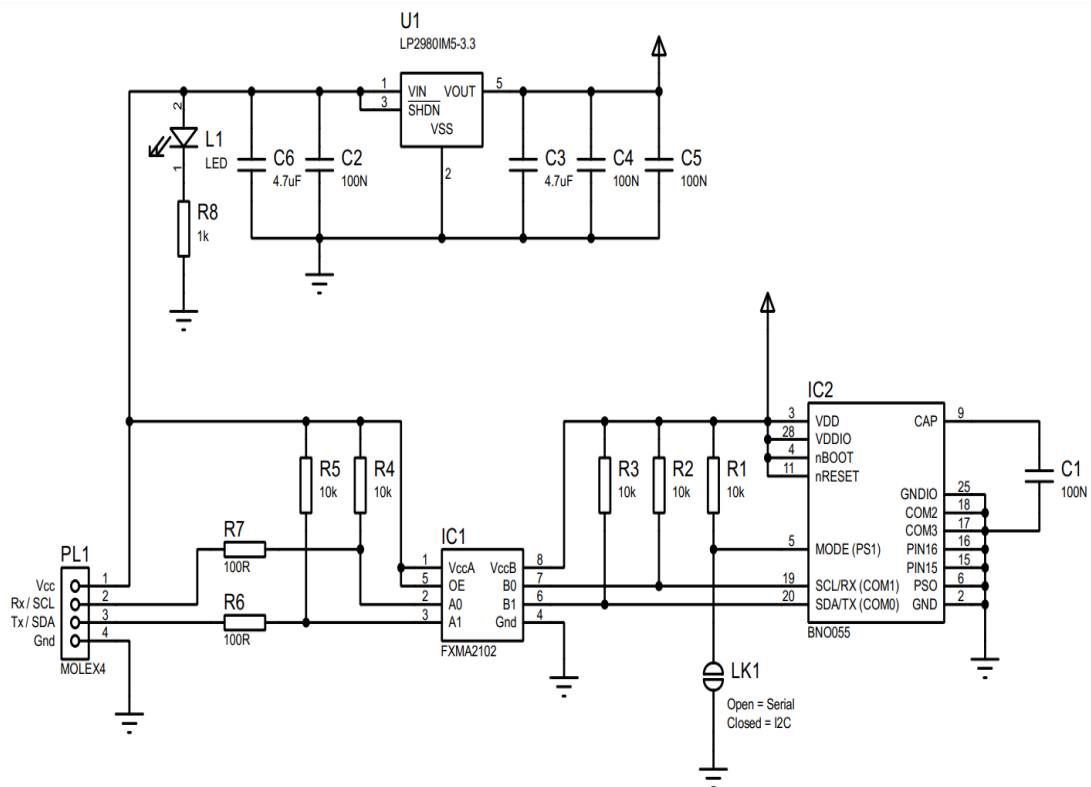 U1
LP2980IM5-3.3
1
VIN
VOUT
5
3
SHDN
VSS
2
2
L1
LED
1
C6
4.7uF
C2
100N
C3
4.7uF
C4
100N
C5
100N
R8
1k
IC2
3
VDD
CAP
9
28
VDDIO
4
nBOOT
11
nRESET
C1
100N
R5
10k
R4
10k
R3
10k
R2
10k
R1
10k
GNDIO
25
COM2
18
COM3
17
5
MODE (PS1)
PIN16
16
PIN15
15
19
SCL/RX (COM1)
PSO
6
20
SDA/TX (COM0)
GND
2
BNO055
R7
100R
IC1
1
VccA
VccB
8
5
OE
B0
7
2
A0
B1
6
3
A1
Gnd
4
FXMA2102
PL1
Vcc
1
Rx / SCL
2
Tx / SDA
3
Gnd
4
MOLEX4
R6
100R
LK1
Open = Serial
Closed = I2C